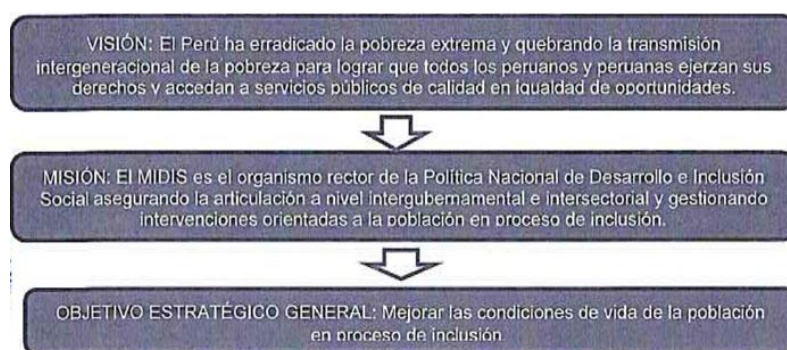 VISIÓN: El Perú ha erradicado la pobreza extrema y quebrando la transmisión
intergeneracional de la pobreza para lograr que todos los peruanos y peruanas ejerzan sus
derechos y accedan a servicios públicos de calidad en igualdad de oportunidades.
MISIÓN: El MIDIS es el organismo rector de la Política Nacional de Desarrollo e Inclusión
Social asegurando la articulación a nivel intergubernamental e intersectorial y gestionando
intervenciones orientadas a la población en proceso de inclusión.
OBJETIVO ESTRATÉGICO GENERAL: Mejorar las condiciones de vida de la población
en proceso de inclusión